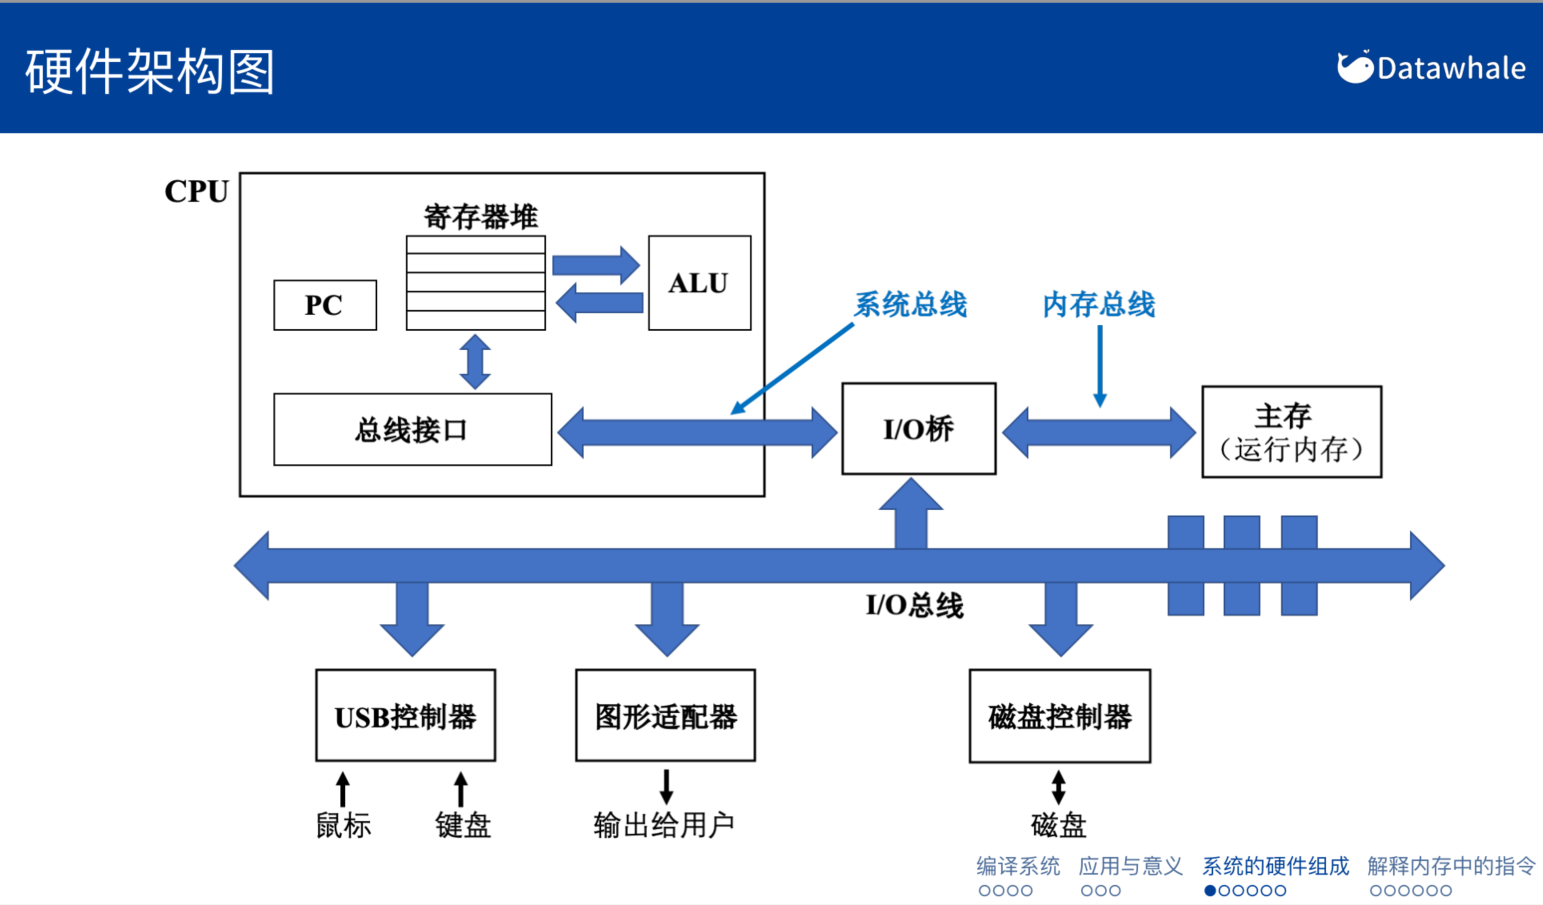 硬件架构图
Datawhale
CPU
寄存器堆
PC
ALU
总线接口
系统总线
内存总线
I/O桥
主存
（运行内存）
I/O总线
USB控制器
图形适配器
磁盘控制器
鼠标
键盘
输出给用户
磁盘
编译系统 应用与意义 系统的硬件组成 解释内存中的指令